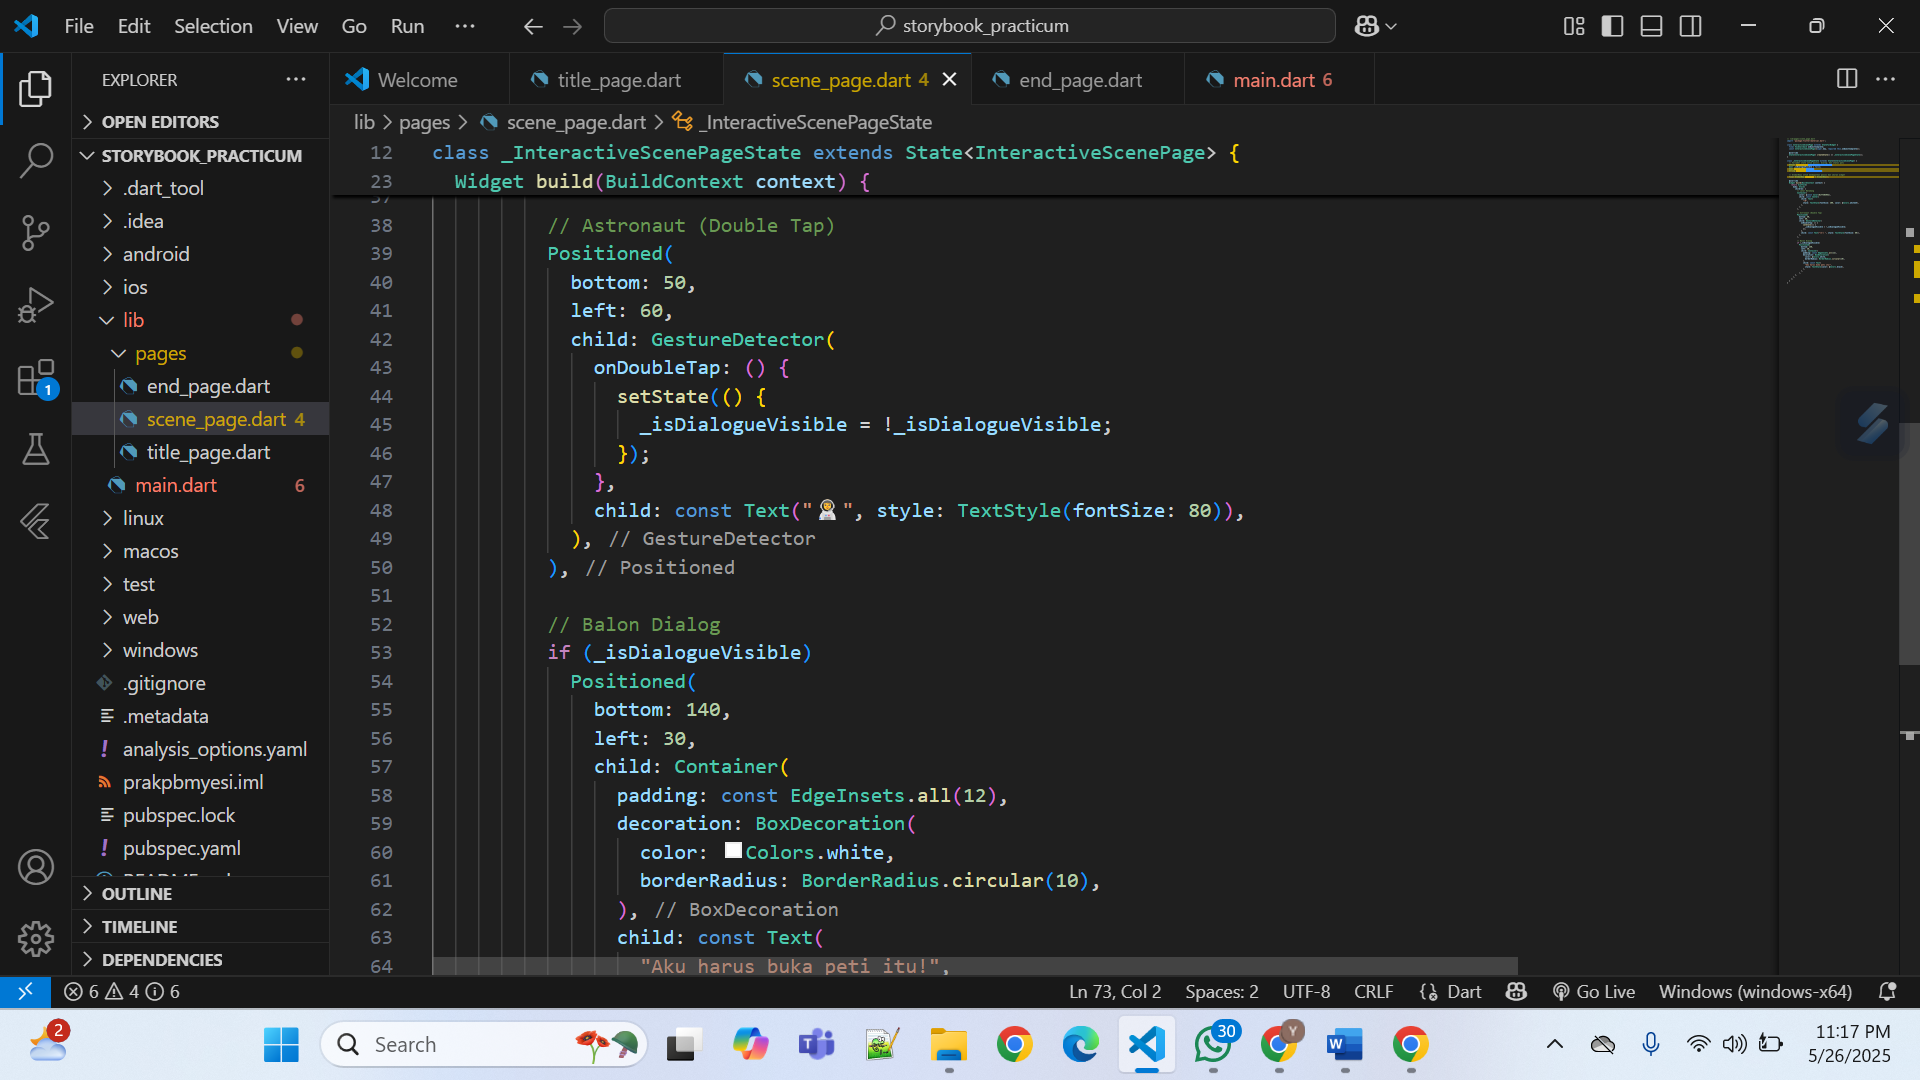 File Edit Selection View Go Run ··· storybook_practicum
EXPLORER ···
OPEN EDITORS
STORYBOOK_PRACTICUM
.dart_tool
.idea
android
ios
lib
pages
end_page.dart
scene_page.dart 4
title_page.dart
main.dart 6
linux
macos
test
web
windows
.gitignore
.metadata
analysis_options.yaml
prakpbmyesi.iml
pubspec.lock
pubspec.yaml
OUTLINE
TIMELINE
DEPENDENCIES
1
Welcome title_page.dart scene_page.dart 4 end_page.dart main.dart 6
lib > pages > scene_page.dart > _InteractiveScenePageState
12 class _InteractiveScenePageState extends State<InteractiveScenePage> {
23 Widget build(BuildContext context) {
37
38 // Astronaut (Double Tap)
39 Positioned(
40 bottom: 50,
41 left: 60,
42 child: GestureDetector(
43 onDoubleTap: () {
44 setState(() {
45 _isDialogueVisible = !_isDialogueVisible;
46 });
47 },
48 child: const Text("👩‍🚀", style: TextStyle(fontSize: 80)),
49 ), // GestureDetector
50 ), // Positioned
51
52 // Balon Dialog
53 if (_isDialogueVisible)
54 Positioned(
55 bottom: 140,
56 left: 30,
57 child: Container(
58 padding: const EdgeInsets.all(12),
59 decoration: BoxDecoration(
60 color: Colors.white,
61 borderRadius: BorderRadius.circular(10),
62 ), // BoxDecoration
63 child: const Text(
64 "Aku harus buka peti itu!",
6 4 6 Ln 73, Col 2 Spaces: 2 UTF-8 CRLF Dart Go Live Windows (windows-x64)
2 Search 30 Y 11:17 PM
5/26/2025